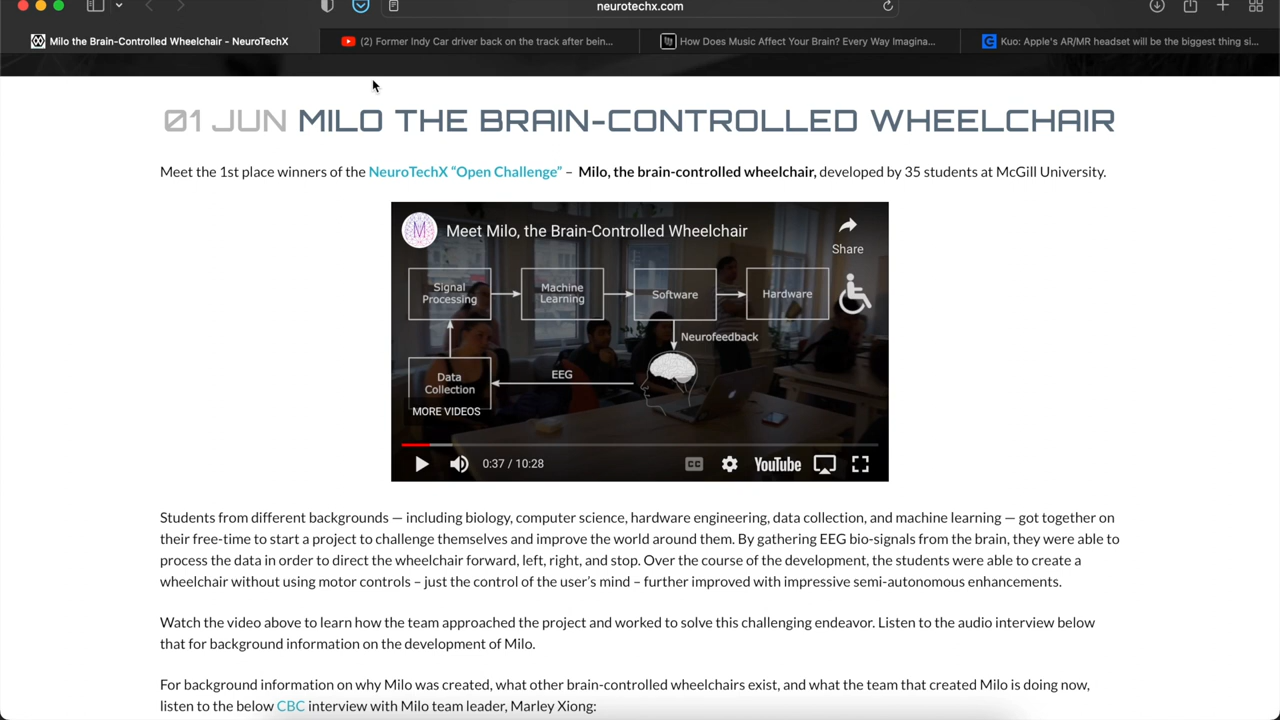 neurotechx.com
Milo the Brain-Controlled Wheelchair - NeuroTechX
(2) Former Indy Car driver back on the track after bein...
How Does Music Affect Your Brain? Every Way Imagina...
Kuo: Apple's AR/MR headset will be the biggest thing si...
01 JUN MILO THE BRAIN-CONTROLLED WHEELCHAIR
Meet the 1st place winners of the NeuroTechX “Open Challenge” – Milo, the brain-controlled wheelchair, developed by 35 students at McGill University.
M
Meet Milo, the Brain-Controlled Wheelchair
Share
Signal
Processing
Machine
Learning
Software
Hardware
Neurofeedback
Data
Collection
EEG
MORE VIDEOS
0:37 / 10:28
CC
YouTube
Students from different backgrounds — including biology, computer science, hardware engineering, data collection, and machine learning — got together on
their free-time to start a project to challenge themselves and improve the world around them. By gathering EEG bio-signals from the brain, they were able to
process the data in order to direct the wheelchair forward, left, right, and stop. Over the course of the development, the students were able to create a
wheelchair without using motor controls – just the control of the user’s mind – further improved with impressive semi-autonomous enhancements.
Watch the video above to learn how the team approached the project and worked to solve this challenging endeavor. Listen to the audio interview below
that for background information on the development of Milo.
For background information on why Milo was created, what other brain-controlled wheelchairs exist, and what the team that created Milo is doing now,
listen to the below CBC interview with Milo team leader, Marley Xiong: